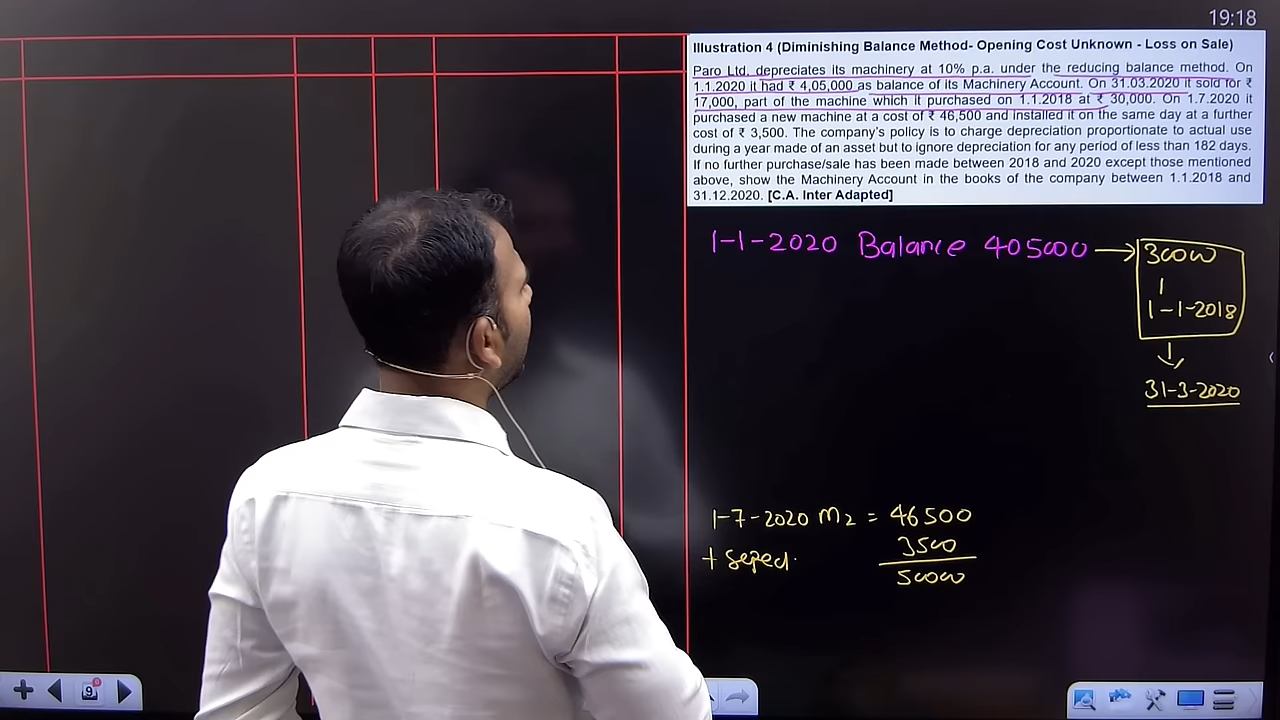 19:18
Illustration 4 (Diminishing Balance Method- Opening Cost Unknown - Loss on Sale)
Paro Ltd. depreciates its machinery at 10% p.a. under the reducing balance method. On
1.1.2020 it had ₹ 4,05,000 as balance of its Machinery Account. On 31.03.2020 it sold for ₹
17,000, part of the machine which it purchased on 1.1.2018 at ₹ 30,000. On 1.7.2020 it
purchased a new machine at a cost of ₹ 46,500 and installed it on the same day at a further
cost of ₹ 3,500. The company's policy is to charge depreciation proportionate to actual use
during a year made of an asset but to ignore depreciation for any period of less than 182 days.
If no further purchase/sale has been made between 2018 and 2020 except those mentioned
above, show the Machinery Account in the books of the company between 1.1.2018 and
31.12.2020. [C.A. Inter Adapted]
1-1-2020 Balance 405000 → 30000
1-1-2018
31-3-2020
1-7-2020 M2 = 46500
+ 3500
50000
9